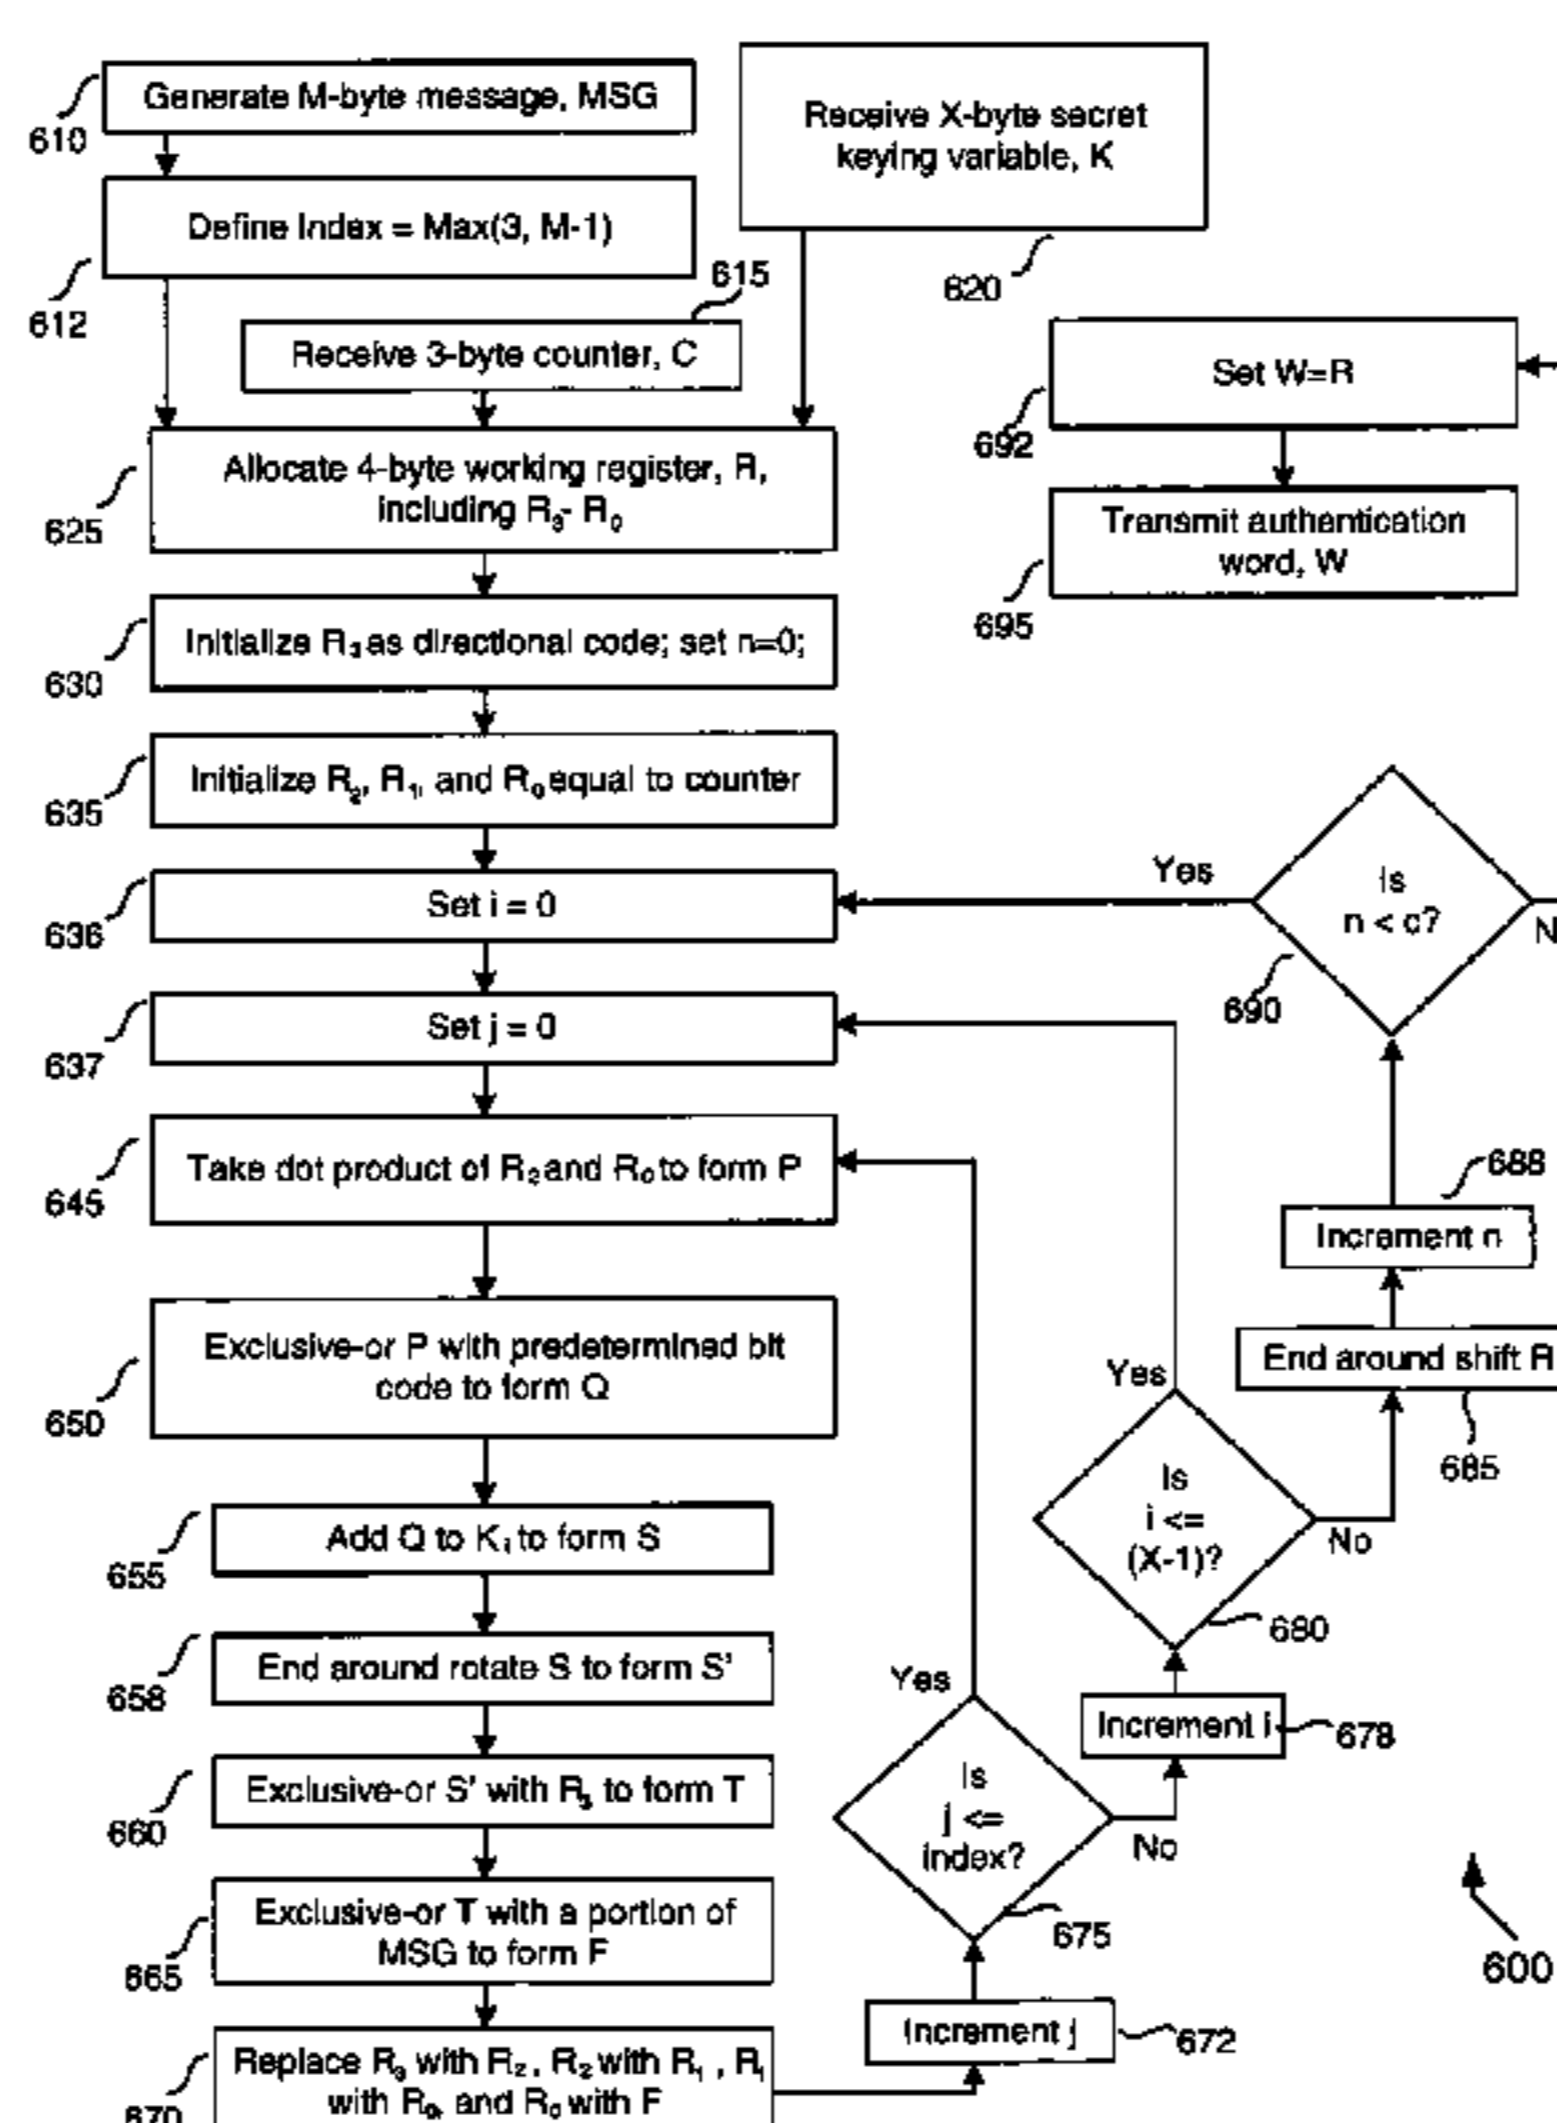 Generate M-byte message, MSG
610
Receive X-byte secret
keying variable, K
620
Define Index = Max(3, M-1)
612
615
Receive 3-byte counter, C
Allocate 4-byte working register, R,
including R3- R0
625
Set W=R
692
Transmit authentication
word, W
695
Initialize R3 as directional code; set n=0;
630
Initialize R2, R1, and R0 equal to counter
635
Set i = 0
636
Yes
Is
n < c?
690
Set j = 0
637
Take dot product of R2 and R0 to form P
645
688
Increment n
Exclusive-or P with predetermined bit
code to form Q
650
End around shift R
685
Yes
Is
i <=
(X-1)?
No
680
Add Q to Ki to form S
655
End around rotate S to form S'
658
Yes
Increment i
678
Exclusive-or S' with R3 to form T
660
Is
j <=
index?
No
675
Exclusive-or T with a portion of
MSG to form F
665
600
Increment j
672
Replace R3 with R2, R2 with R1, R1
with R0, and R0 with F
670